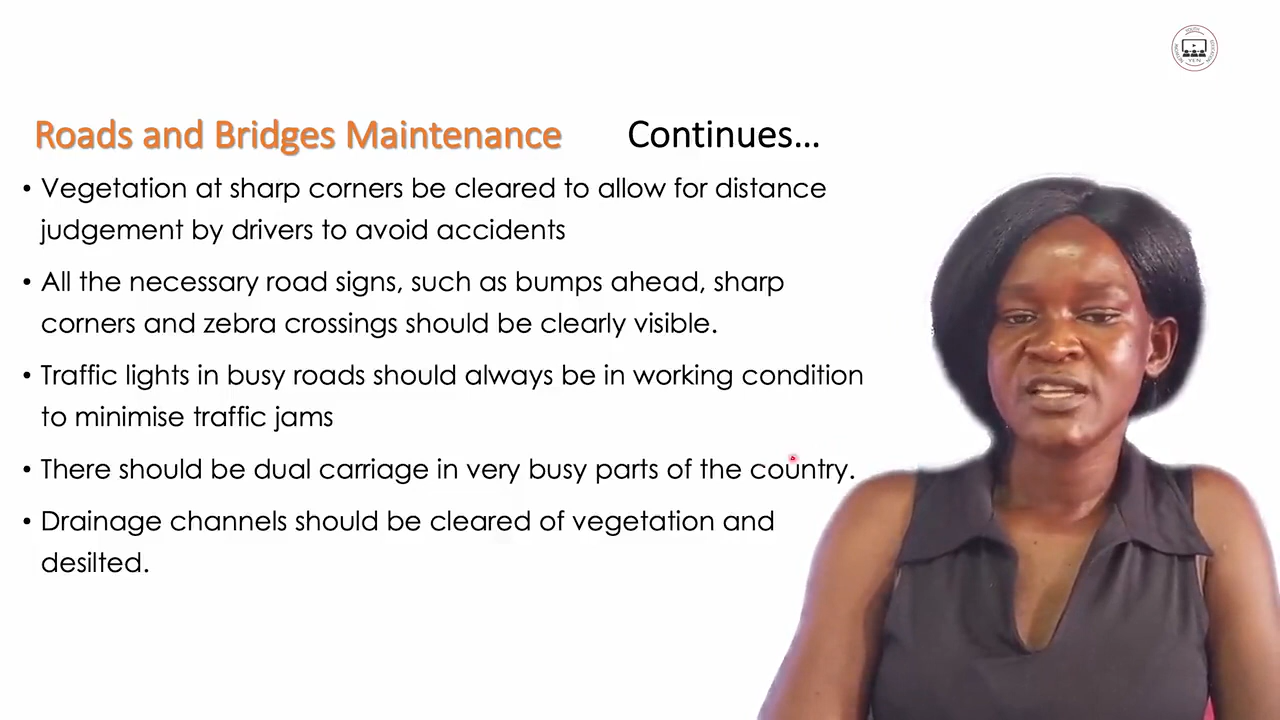 Roads and Bridges Maintenance Continues...
• Vegetation at sharp corners be cleared to allow for distance
judgement by drivers to avoid accidents
• All the necessary road signs, such as bumps ahead, sharp
corners and zebra crossings should be clearly visible.
• Traffic lights in busy roads should always be in working condition
to minimise traffic jams
• There should be dual carriage in very busy parts of the country.
• Drainage channels should be cleared of vegetation and
desilted.
YEN